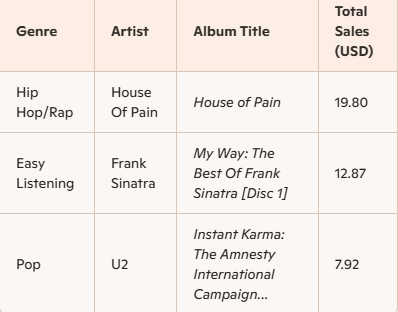 Genre
Artist
Album Title
Total
Sales
(USD)
Hip
Hop/Rap
House
Of Pain
House of Pain
19.80
Easy
Listening
Frank
Sinatra
My Way: The
Best Of Frank
Sinatra [Disc 1]
12.87
Pop
U2
Instant Karma:
The Amnesty
International
Campaign...
7.92